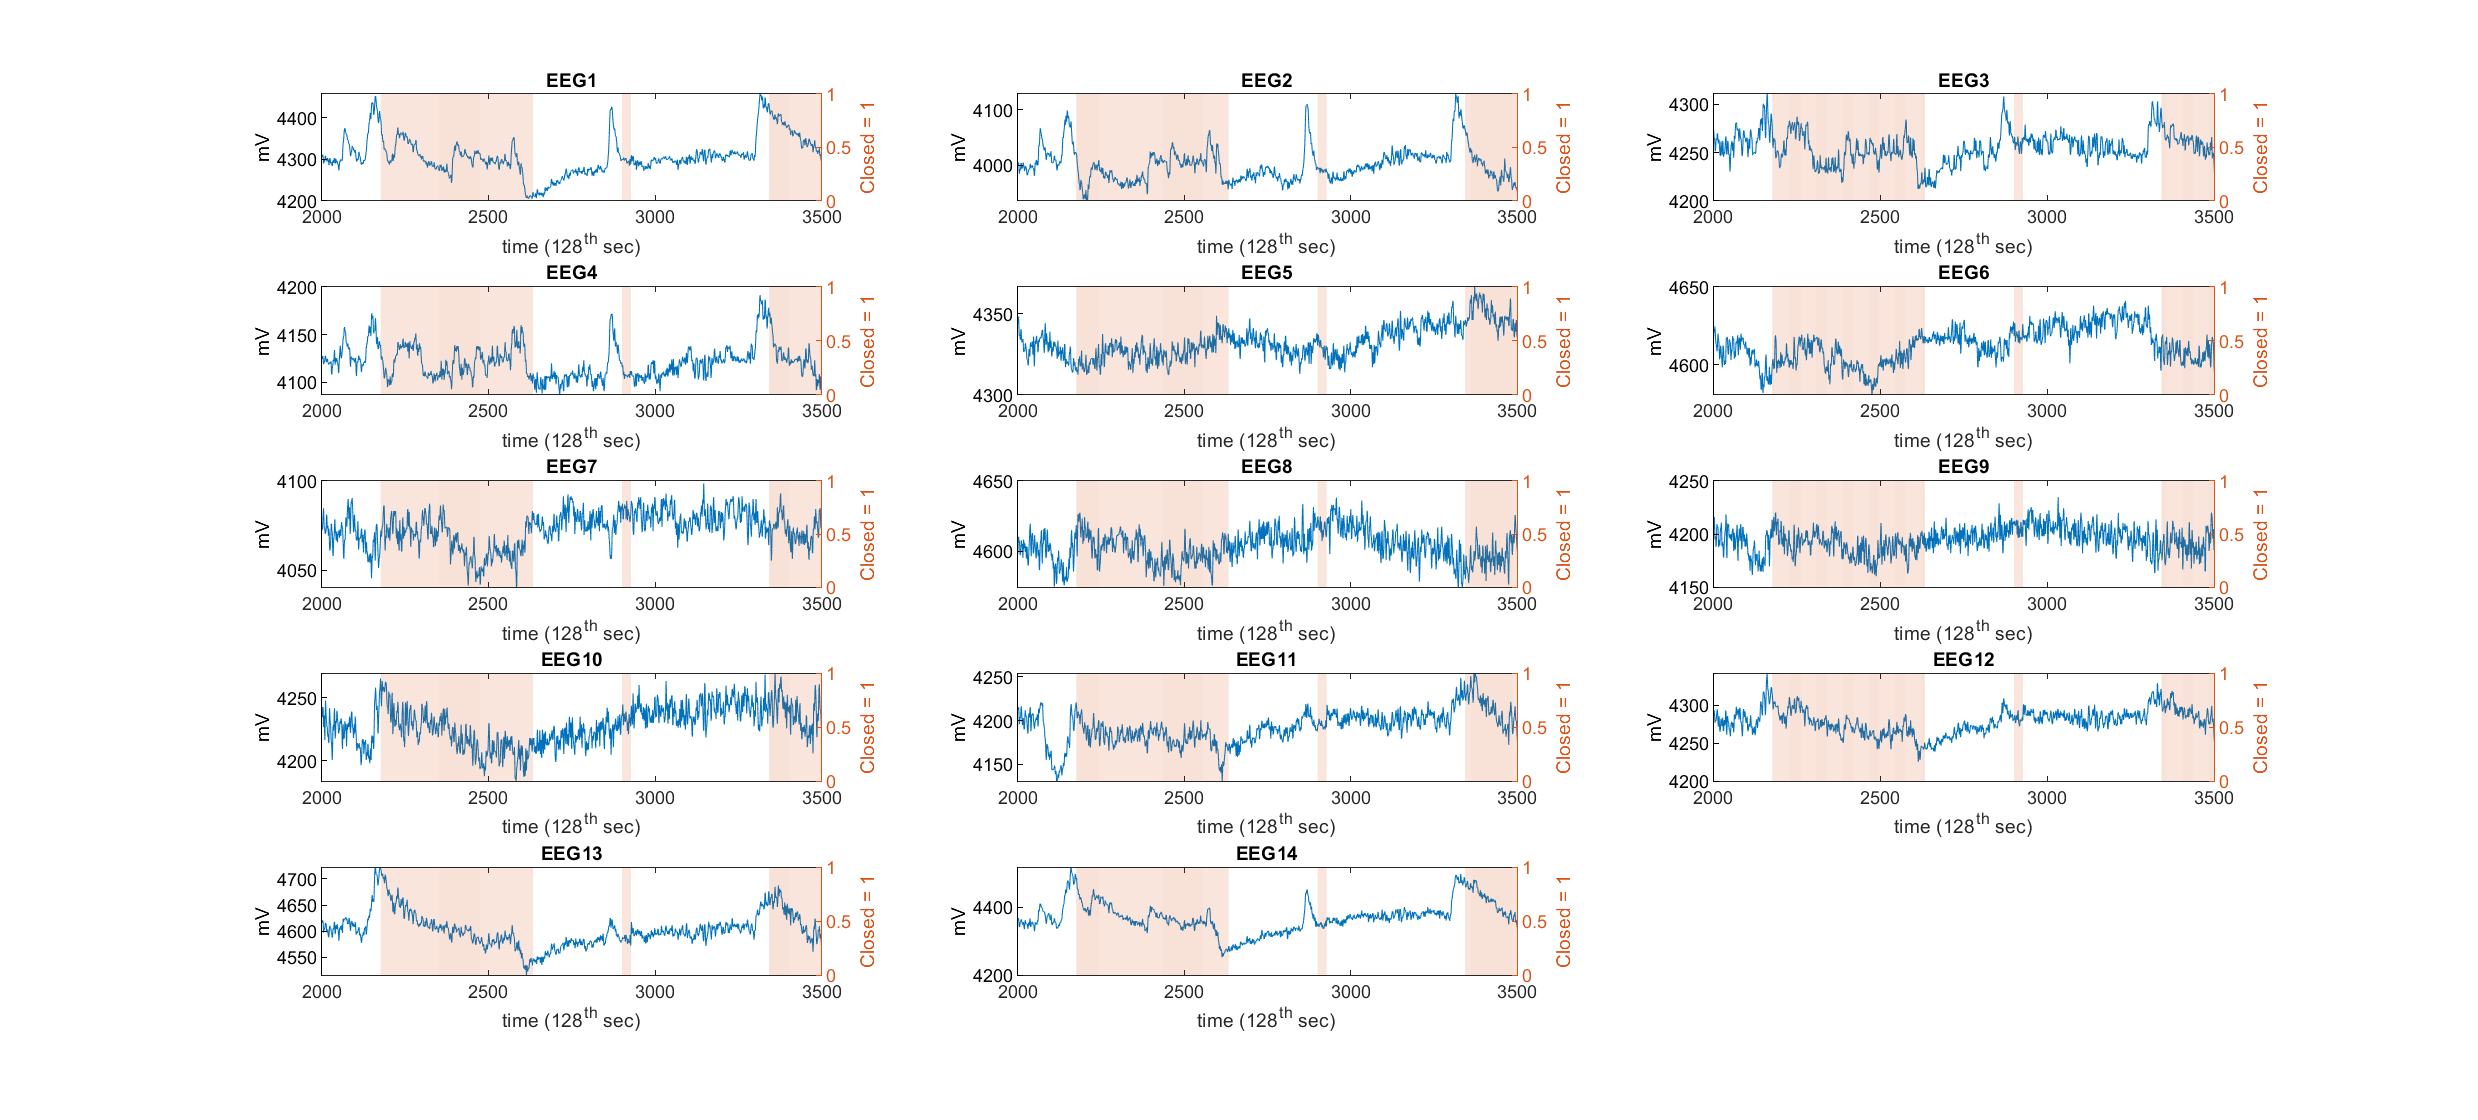 EEG1 EEG2 EEG3
4400 4300 4200 mV 1 0.5 0 Closed = 1 4100 4000 mV 1 0.5 0 Closed = 1 4300 4250 4200 mV 1 0.5 0 Closed = 1
2000 2500 3000 3500 2000 2500 3000 3500 2000 2500 3000 3500
time (128th sec) time (128th sec) time (128th sec)
EEG4 EEG5 EEG6
4200 4150 4100 mV 1 0.5 0 Closed = 1 4350 4300 mV 1 0.5 0 Closed = 1 4650 4600 mV 1 0.5 0 Closed = 1
2000 2500 3000 3500 2000 2500 3000 3500 2000 2500 3000 3500
time (128th sec) time (128th sec) time (128th sec)
EEG7 EEG8 EEG9
4100 4050 mV 1 0.5 0 Closed = 1 4650 4600 mV 1 0.5 0 Closed = 1 4250 4200 4150 mV 1 0.5 0 Closed = 1
2000 2500 3000 3500 2000 2500 3000 3500 2000 2500 3000 3500
time (128th sec) time (128th sec) time (128th sec)
EEG10 EEG11 EEG12
4250 4200 mV 1 0.5 0 Closed = 1 4250 4200 4150 mV 1 0.5 0 Closed = 1 4300 4250 4200 mV 1 0.5 0 Closed = 1
2000 2500 3000 3500 2000 2500 3000 3500 2000 2500 3000 3500
time (128th sec) time (128th sec) time (128th sec)
EEG13 EEG14
4700 4650 4600 4550 mV 1 0.5 0 Closed = 1 4400 4200 mV 1 0.5 0 Closed = 1
2000 2500 3000 3500 2000 2500 3000 3500
time (128th sec) time (128th sec)